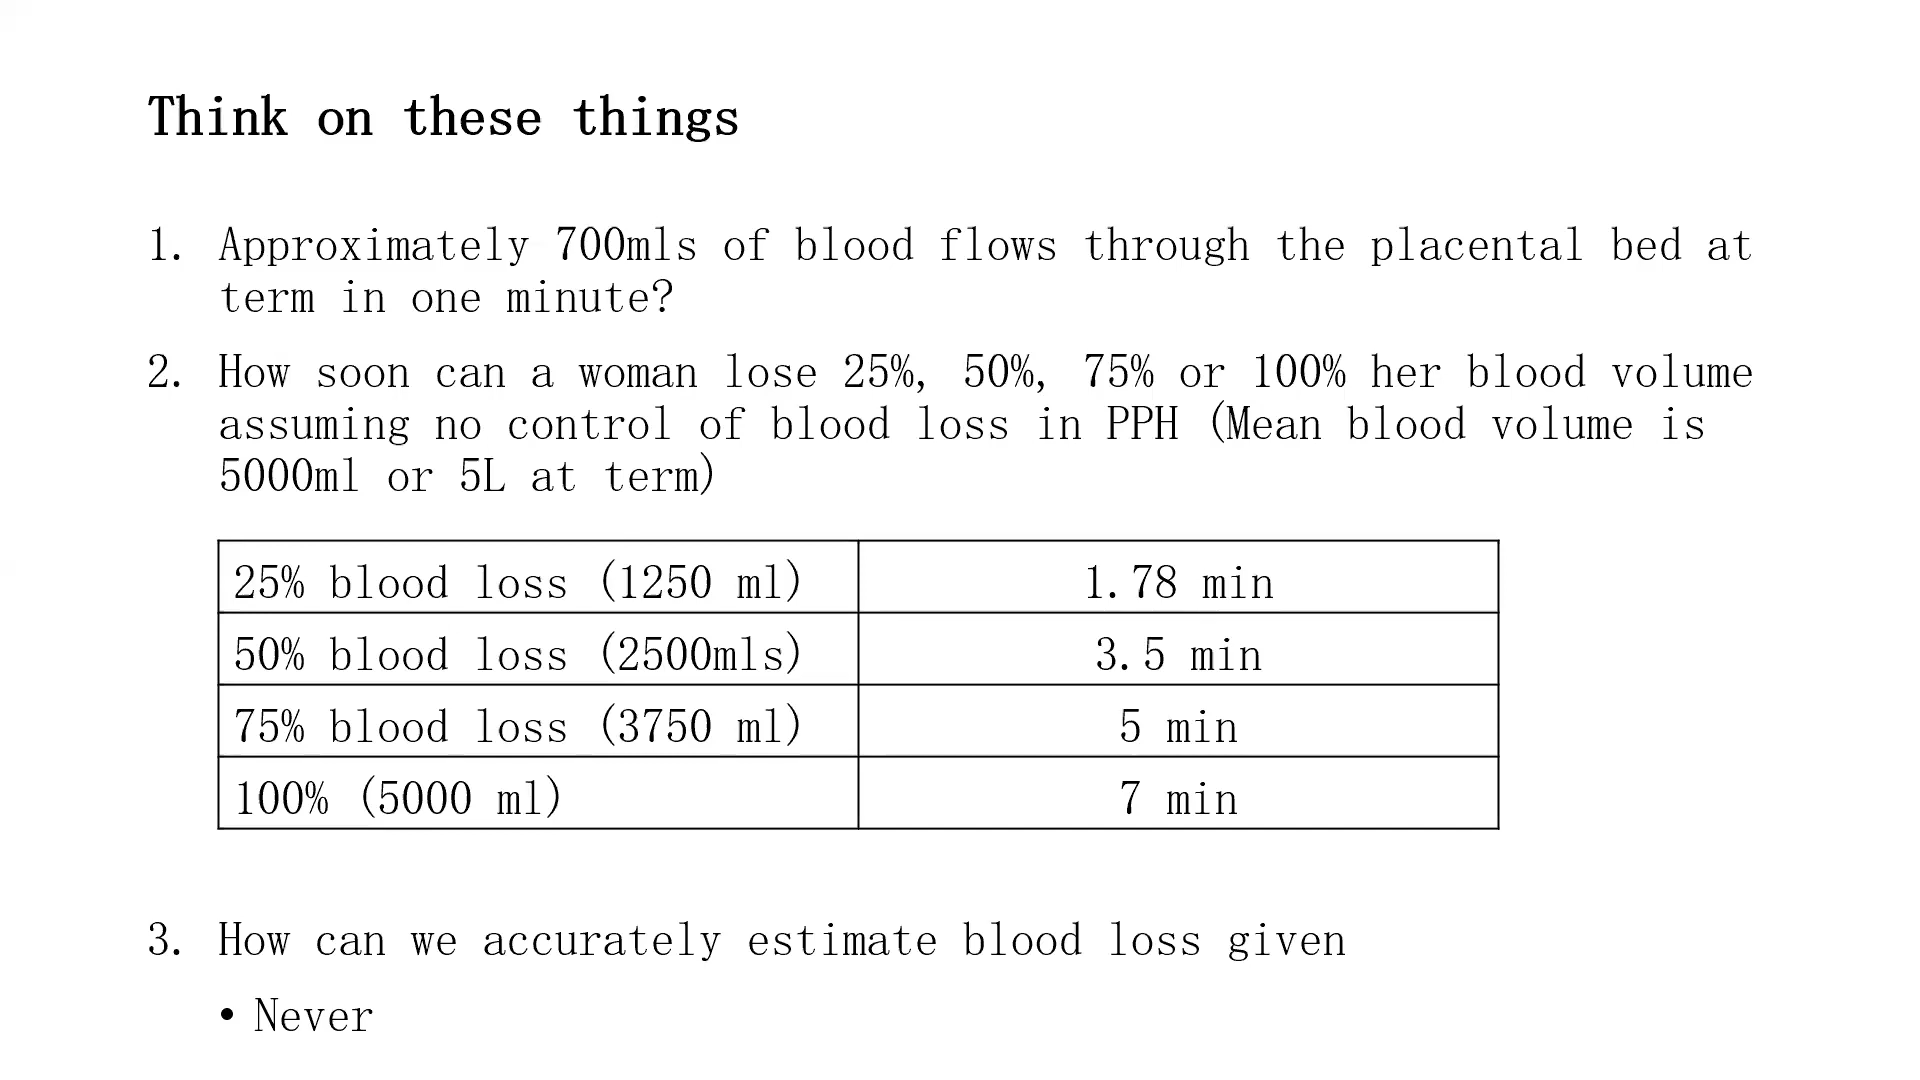 Think on these things
1. Approximately 700mls of blood flows through the placental bed at
term in one minute?
2. How soon can a woman lose 25%, 50%, 75% or 100% her blood volume
assuming no control of blood loss in PPH (Mean blood volume is
5000ml or 5L at term)
25% blood loss (1250 ml) 1.78 min
50% blood loss (2500mls) 3.5 min
75% blood loss (3750 ml) 5 min
100% (5000 ml) 7 min
3. How can we accurately estimate blood loss given
• Never